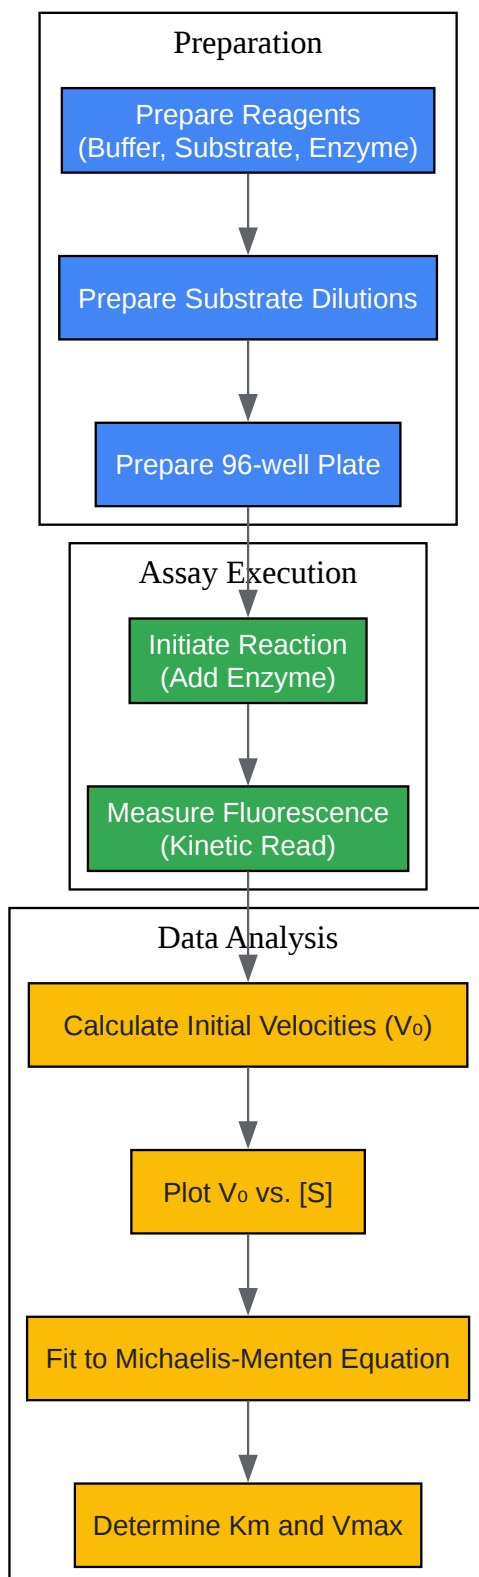 Preparation
Prepare Reagents
(Buffer, Substrate, Enzyme)
Prepare Substrate Dilutions
Prepare 96-well Plate
Assay Execution
Initiate Reaction
(Add Enzyme)
Measure Fluorescence
(Kinetic Read)
Data Analysis
Calculate Initial Velocities (V₀)
Plot V₀ vs. [S]
Fit to Michaelis-Menten Equation
Determine Km and Vmax